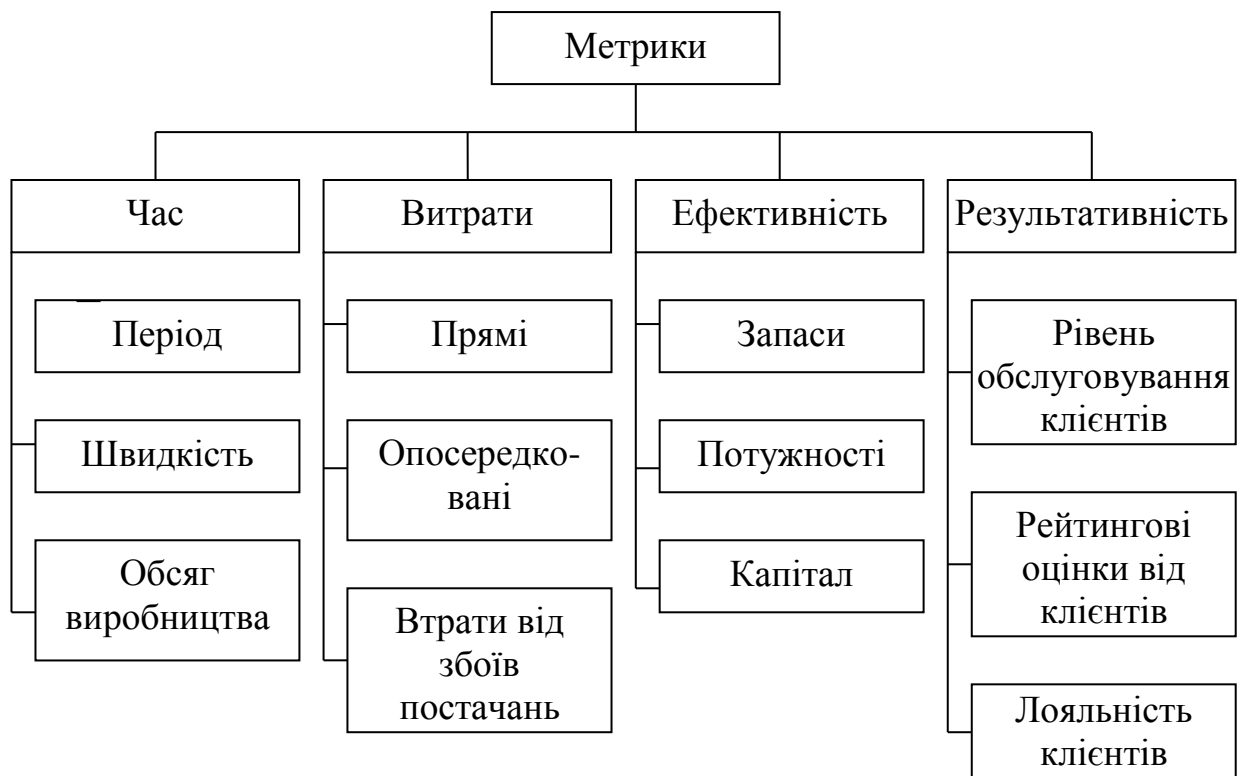 Метрики
Час
Витрати
Ефективність
Результативність
Період
Швидкість
Обсяг
виробництва
Прямі
Опосередко-
вані
Втрати від
збоїв
постачань
Запаси
Потужності
Капітал
Рівень
обслуговування
клієнтів
Рейтингові
оцінки від
клієнтів
Лояльність
клієнтів